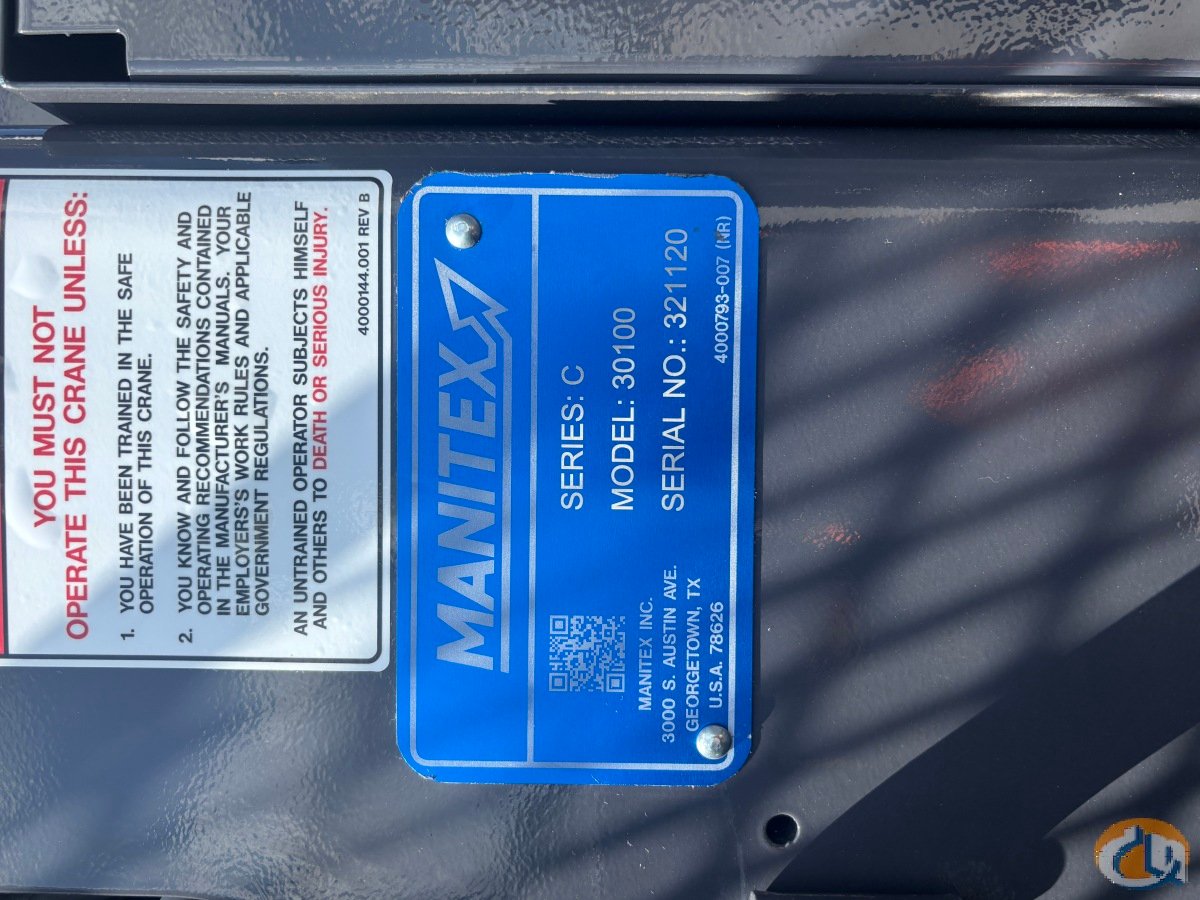 YOU MUST NOT
OPERATE THIS CRANE UNLESS:
1. YOU HAVE BEEN TRAINED IN THE SAFE
OPERATION OF THIS CRANE.
2. YOU KNOW AND FOLLOW THE SAFETY AND
OPERATING RECOMMENDATIONS CONTAINED
IN THE MANUFACTURER'S MANUALS. YOUR
EMPLOYERS'S WORK RULES AND APPLICABLE
GOVERNMENT REGULATIONS.
AN UNTRAINED OPERATOR SUBJECTS HIMSELF
AND OTHERS TO DEATH OR SERIOUS INJURY.
4000144.001 REV B
MANITEX
SERIES: C
MODEL: 30100
SERIAL NO.: 321120
MANITEX INC.
3000 S. AUSTIN AVE.
GEORGETOWN, TX
U.S.A. 78626
4000793-007 (NR)